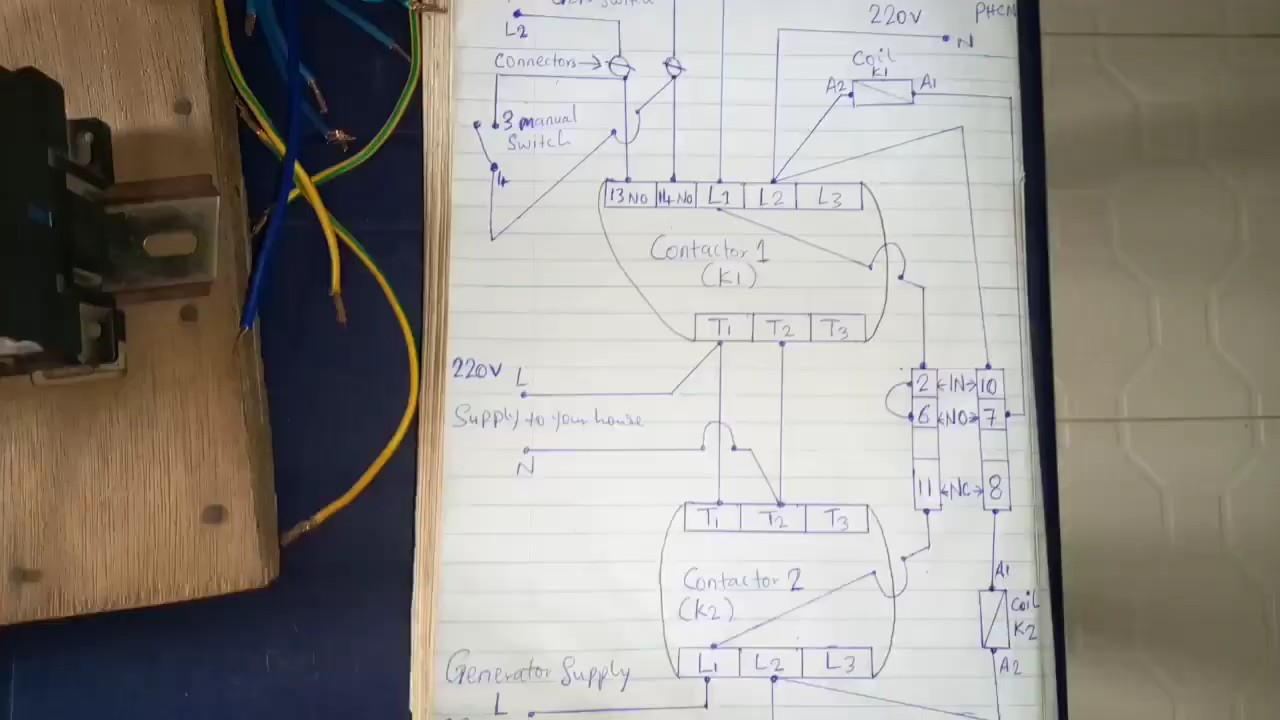 220V
PHCN
L2
N
Connectors→
Coil
K1
A2
A1
3 manual
Switch
4
13 NO 14 NO L1 L2 L3
Contactor 1
(K1)
T1 T2 T3
220V L
2 <IN> 10
Supply to your house
6 <NO> 7
N
11 <NC> 8
T1 T2 T3
A1
Contactor 2
(K2)
Coil
K2
L1 L2 L3
A2
Generator Supply
L